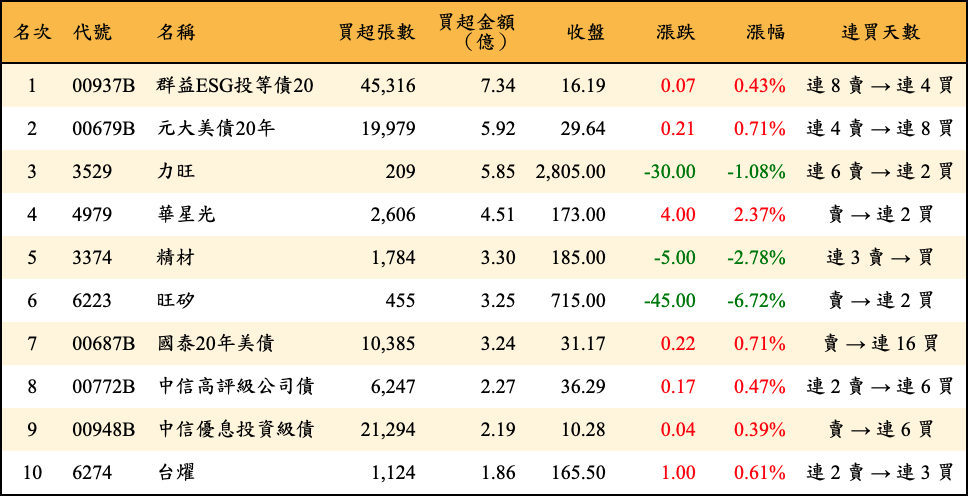 名次 代號 名稱 買超張數 買超金額（億） 收盤 漲跌 漲幅 連買天數
1 00937B 群益ESG投等債20 45,316 7.34 16.19 0.07 0.43% 連 8 賣 → 連 4 買
2 00679B 元大美債20年 19,979 5.92 29.64 0.21 0.71% 連 4 賣 → 連 8 買
3 3529 力旺 209 5.85 2,805.00 -30.00 -1.08% 連 6 賣 → 連 2 買
4 4979 華星光 2,606 4.51 173.00 4.00 2.37% 賣 → 連 2 買
5 3374 精材 1,784 3.30 185.00 -5.00 -2.78% 連 3 賣 → 買
6 6223 旺矽 455 3.25 715.00 -45.00 -6.72% 賣 → 連 2 買
7 00687B 國泰20年美債 10,385 3.24 31.17 0.22 0.71% 賣 → 連 16 買
8 00772B 中信高評級公司債 6,247 2.27 36.29 0.17 0.47% 連 2 賣 → 連 6 買
9 00948B 中信優息投資級債 21,294 2.19 10.28 0.04 0.39% 賣 → 連 6 買
10 6274 台燿 1,124 1.86 165.50 1.00 0.61% 連 2 賣 → 連 3 買